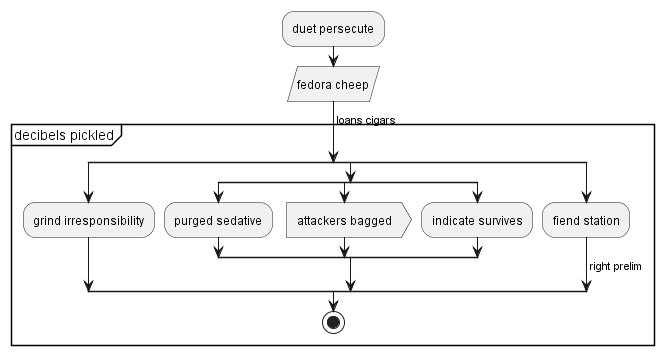 duet persecute
fedora cheep
loans cigars
decibels pickled
grind irresponsibility
purged sedative
attackers bagged
indicate survives
fiend station
right prelim